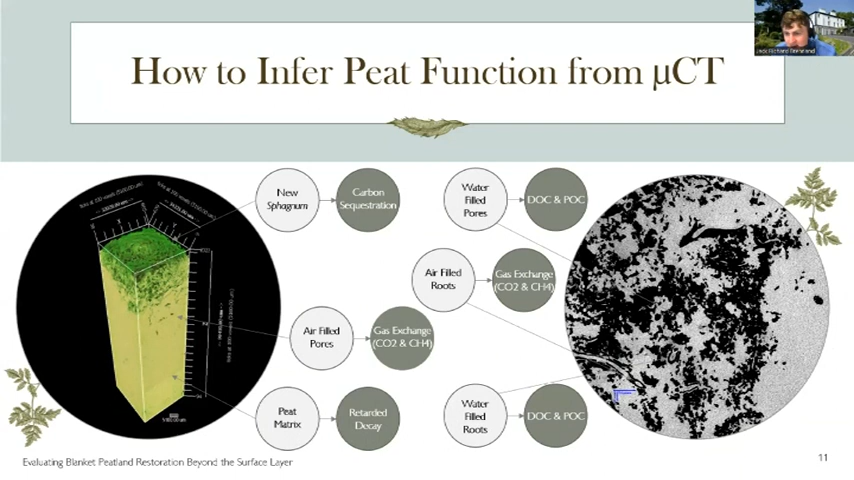 How to Infer Peat Function from µCT
New
Sphagnum
Carbon
Sequestration
Water
Filled
Pores
DOC & POC
Air Filled
Roots
Gas Exchange
(CO2 & CH4)
Air Filled
Pores
Gas Exchange
(CO2 & CH4)
Peat
Matrix
Retarded
Decay
Water
Filled
Roots
DOC & POC
Evaluating Blanket Peatland Restoration Beyond the Surface Layer
11